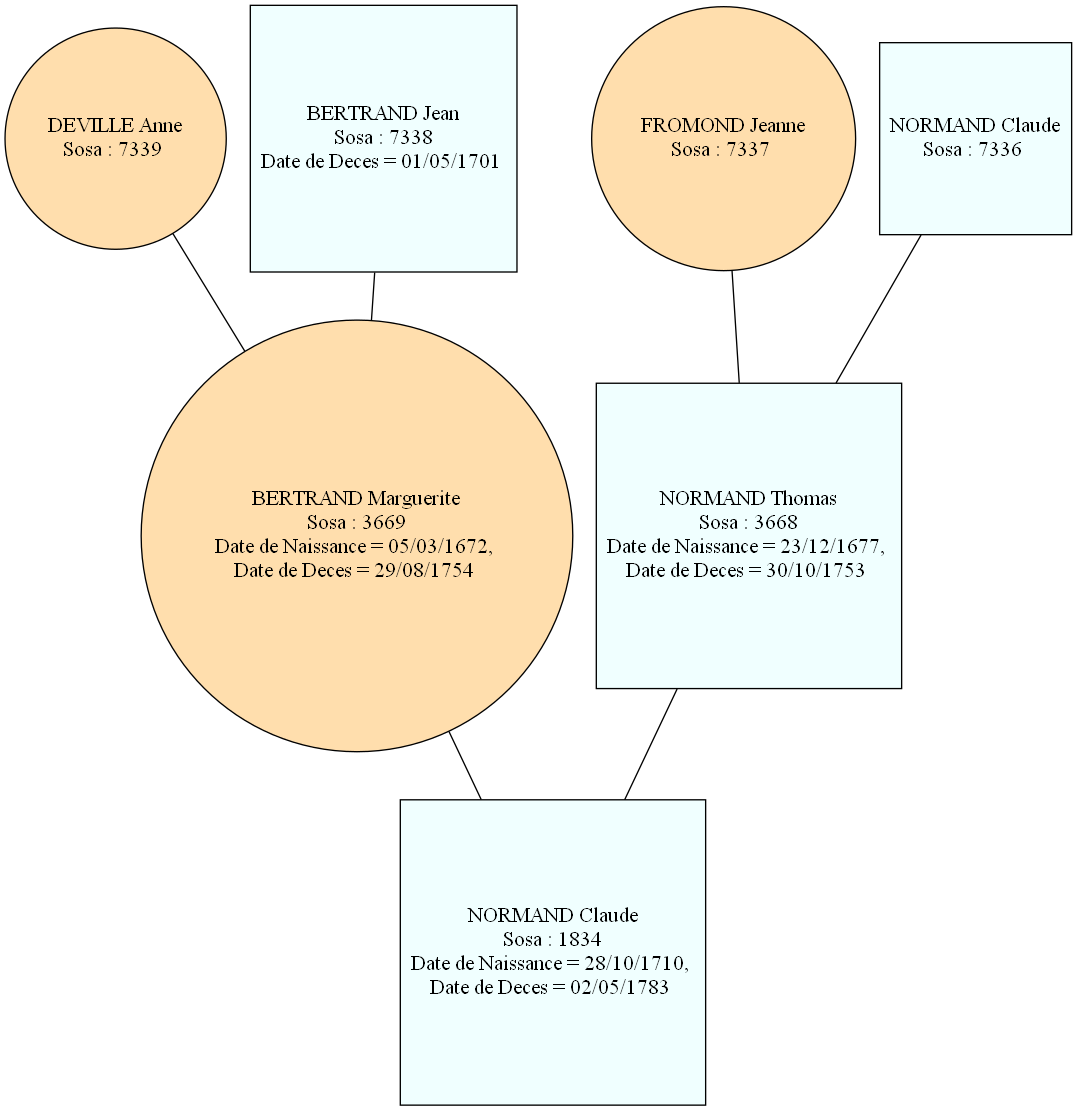 DEVILLE Anne
Sosa : 7339
BERTRAND Jean
Sosa : 7338
Date de Deces = 01/05/1701
FROMOND Jeanne
Sosa : 7337
NORMAND Claude
Sosa : 7336
BERTRAND Marguerite
Sosa : 3669
Date de Naissance = 05/03/1672,
Date de Deces = 29/08/1754
NORMAND Thomas
Sosa : 3668
Date de Naissance = 23/12/1677,
Date de Deces = 30/10/1753
NORMAND Claude
Sosa : 1834
Date de Naissance = 28/10/1710,
Date de Deces = 02/05/1783